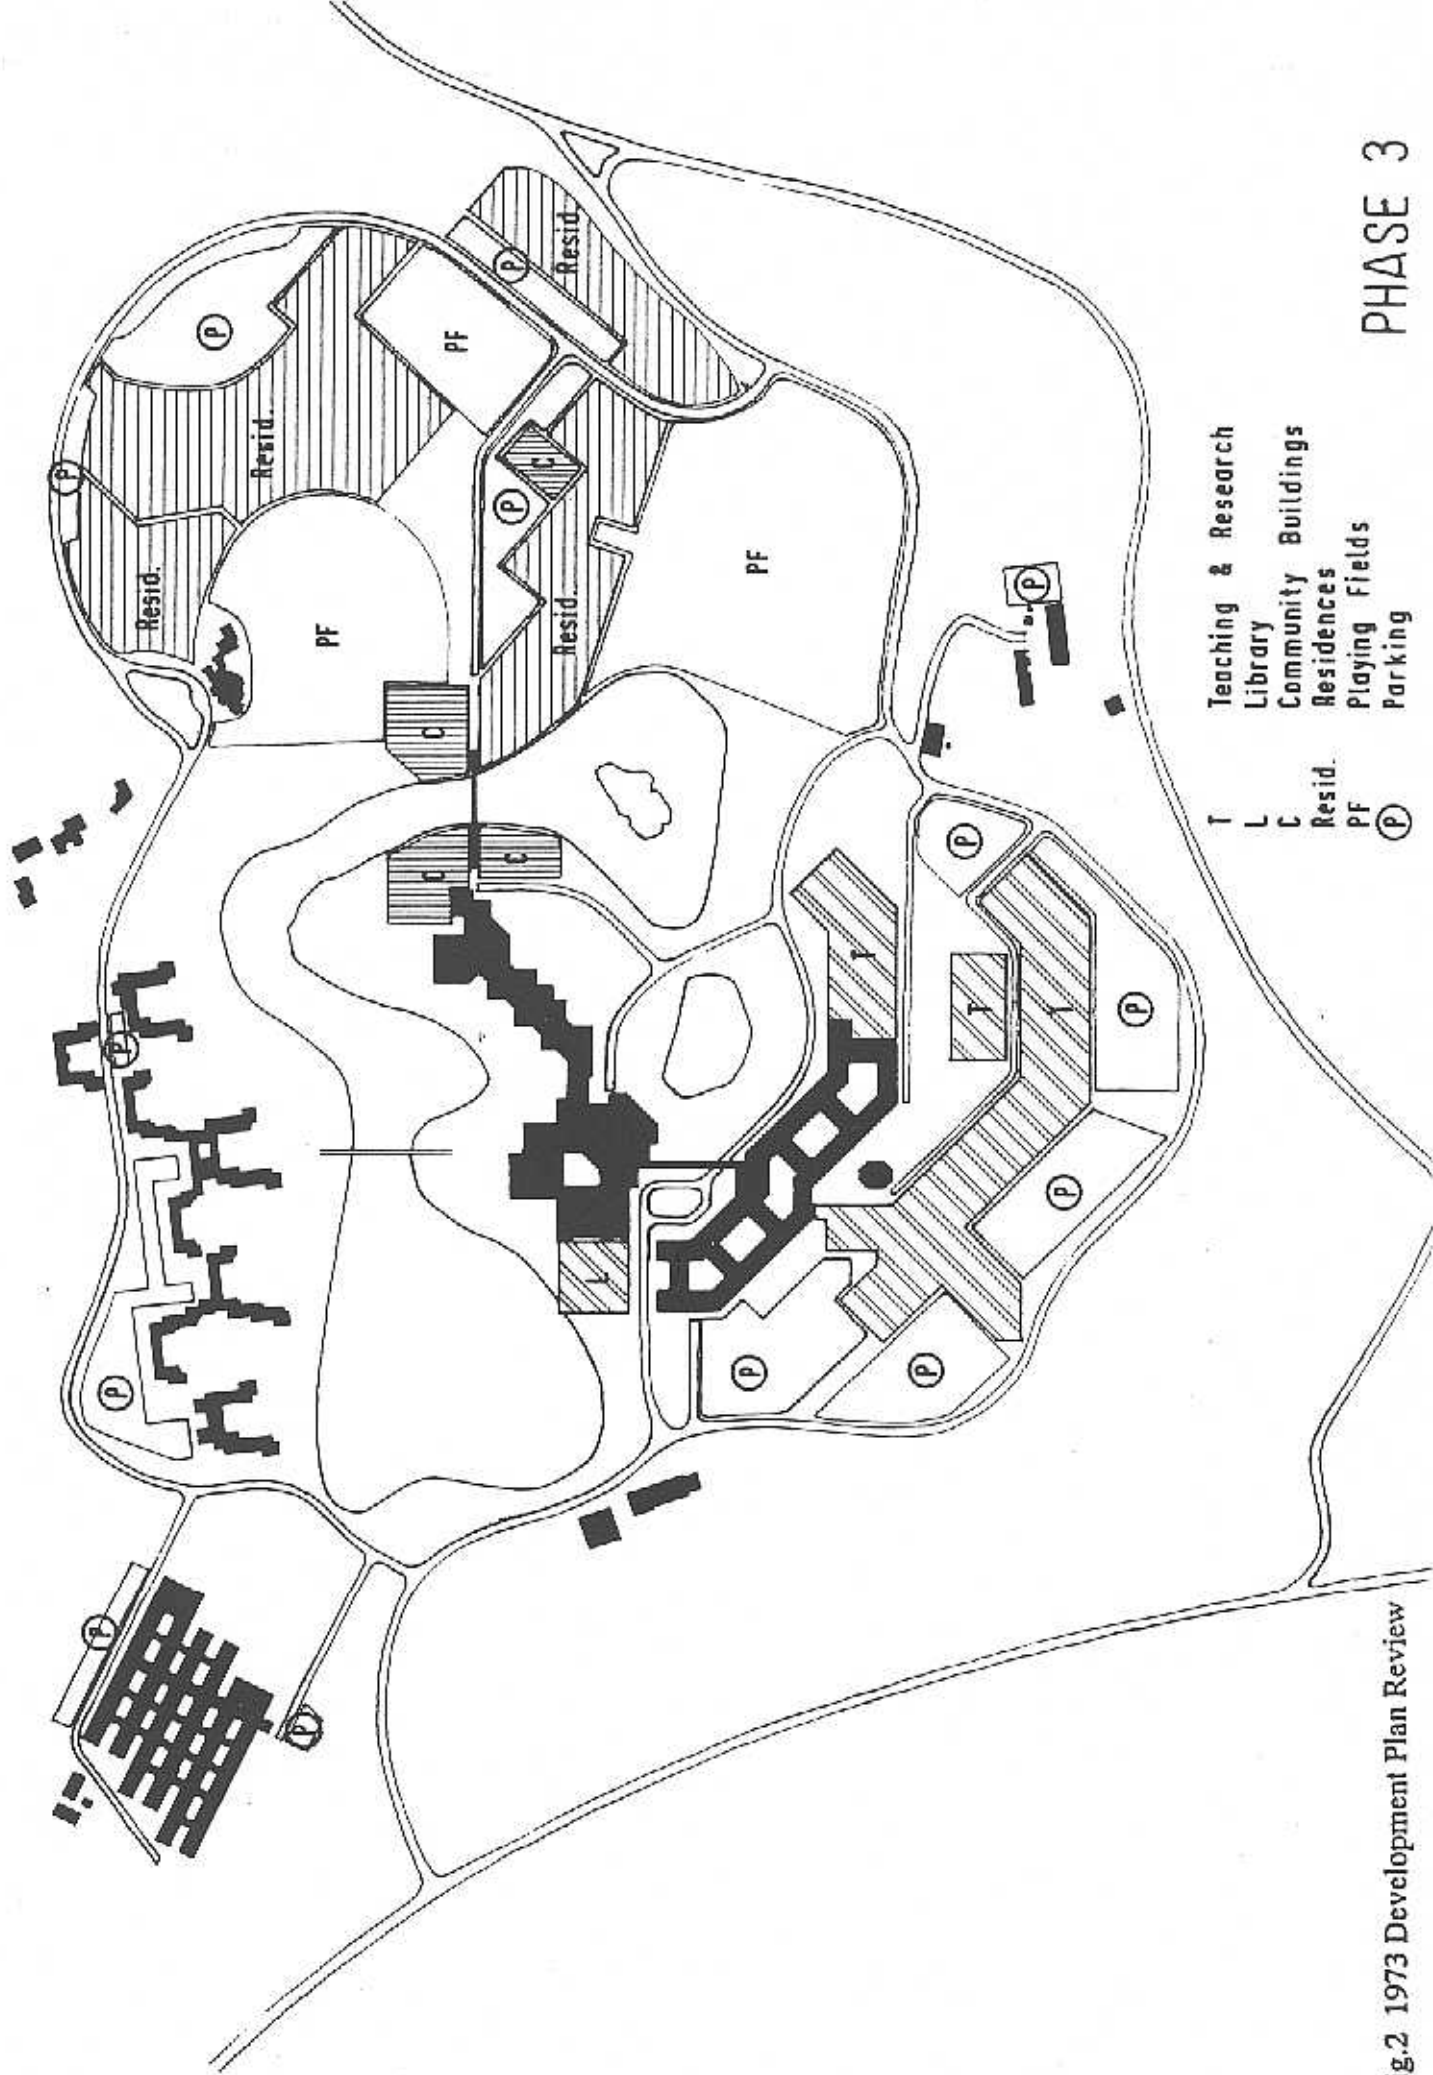 P
P
P
P
Resid.
P
Resid.
P
PF
C
C
PF
P
P
C
C
Resid.
Resid.
L
P
PF
T
P
P
T
P
T
P
P
T Teaching & Research
L Library
C Community Buildings
Resid. Residences
PF Playing Fields
P Parking
PHASE 3
g.2 1973 Development Plan Review